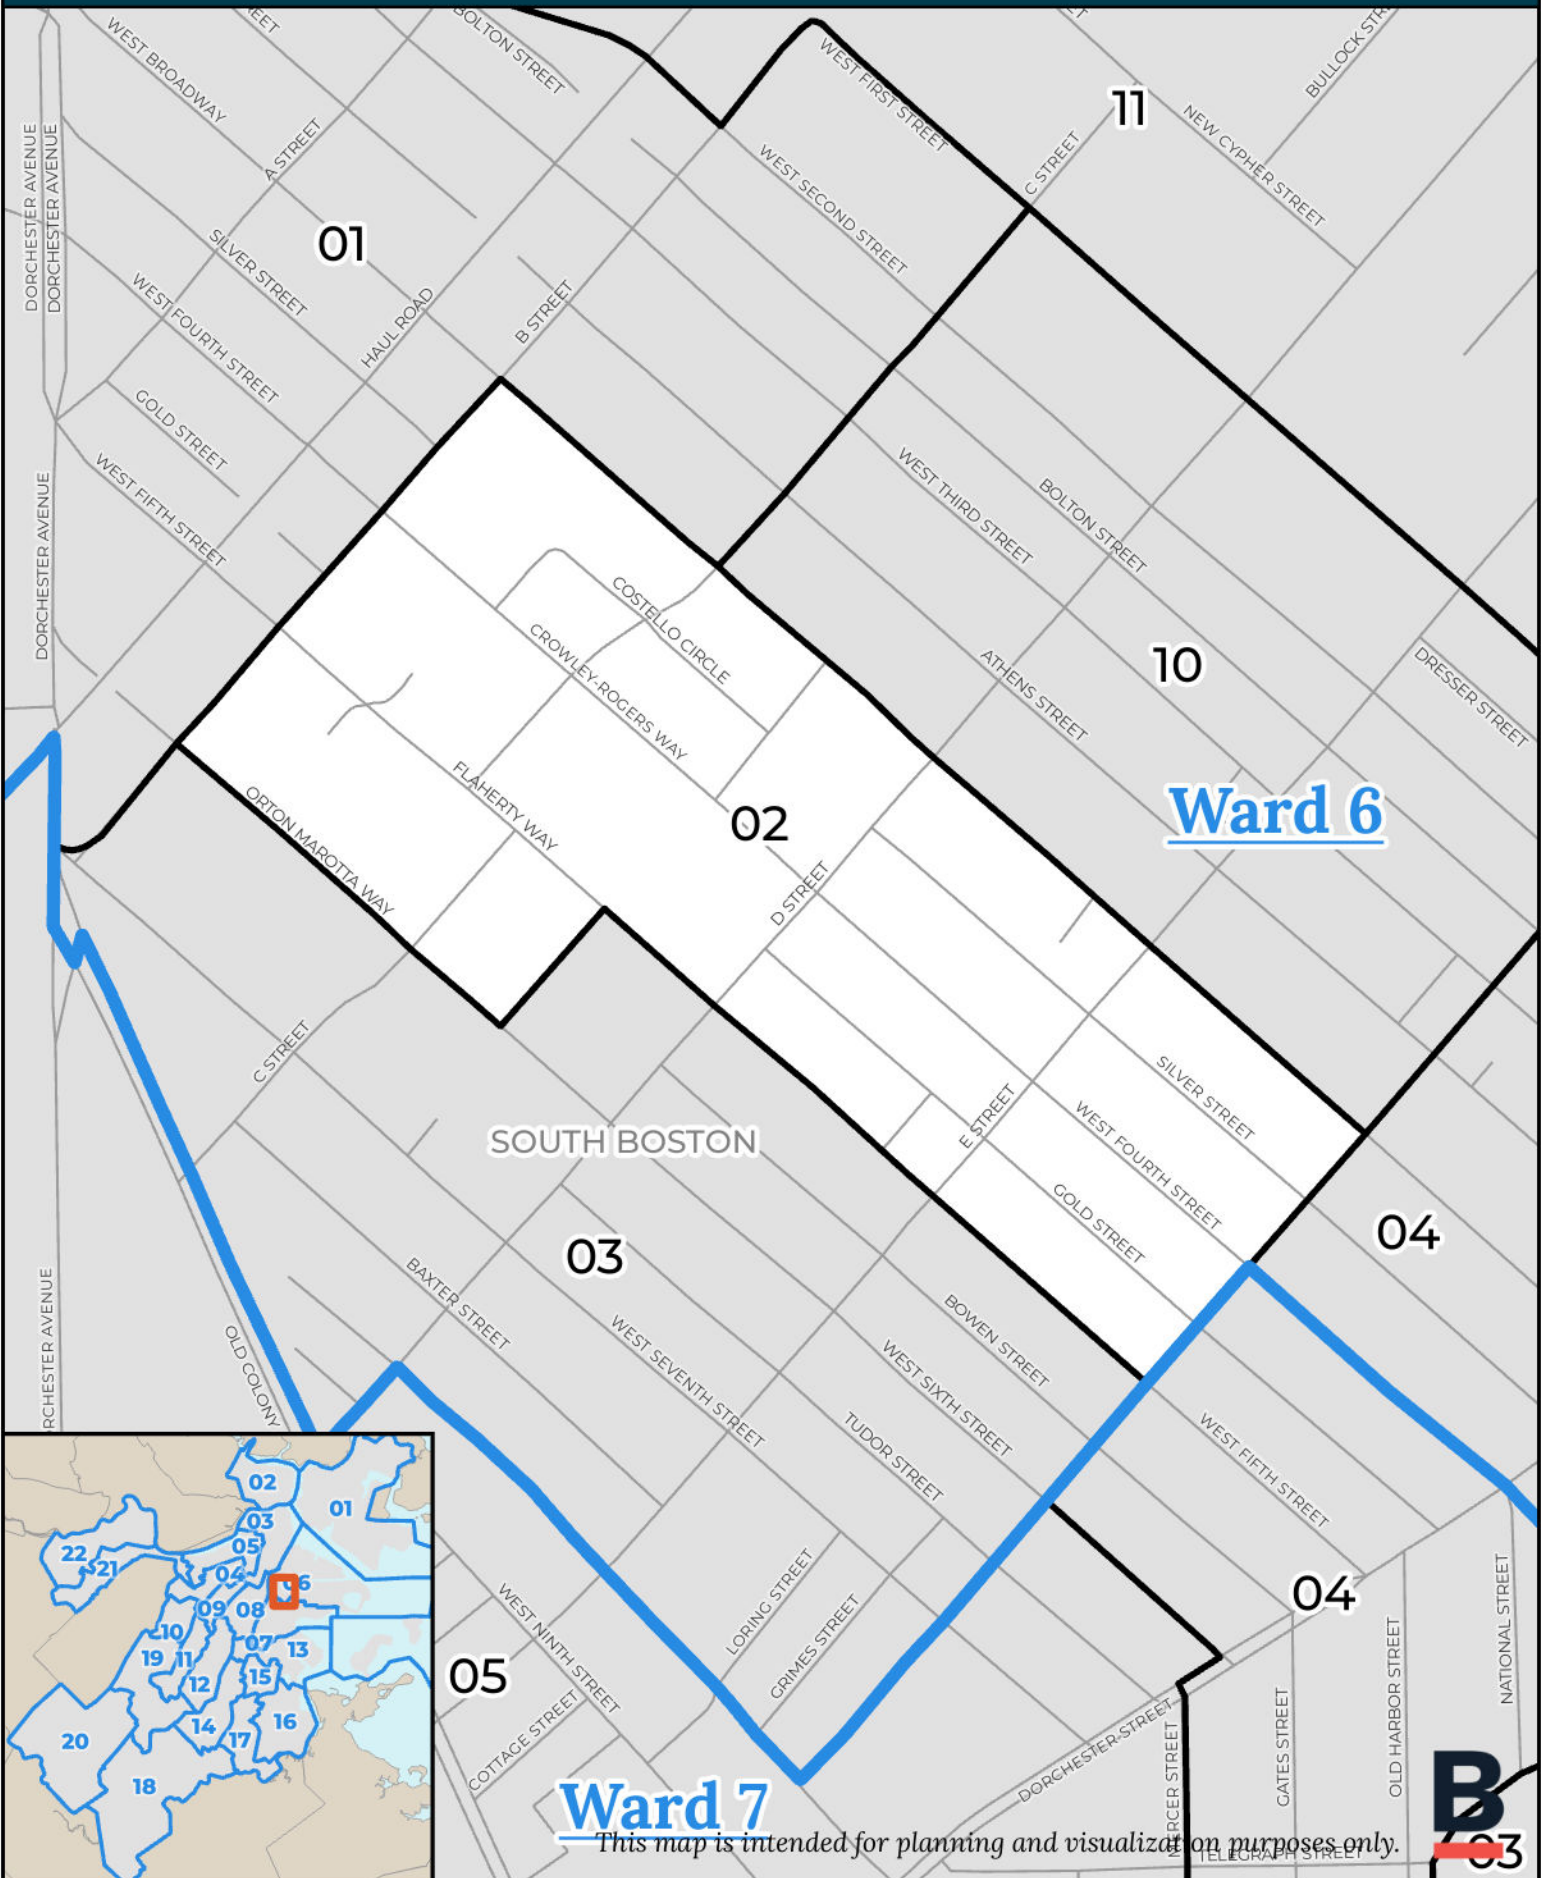 BOLTON STREET
WEST BROADWAY
WEST FIRST STREET
BULLOCK STR
11
NEW CYPHER STREET
C STREET
A STREET
DORCHESTER AVENUE
DORCHESTER AVENUE
WEST SECOND STREET
01
SILVER STREET
WEST FOURTH STREET
HAUL ROAD
B STREET
GOLD STREET
WEST FIFTH STREET
DORCHESTER AVENUE
WEST THIRD STREET
BOLTON STREET
COSTELLO CIRCLE
CROWLEY-ROGERS WAY
ATHENS STREET
10
DRESSER STREET
FLAHERTY WAY
ORTON MAROTTA WAY
02
Ward 6
D STREET
C STREET
SOUTH BOSTON
E STREET
SILVER STREET
WEST FOURTH STREET
GOLD STREET
04
03
BAXTER STREET
WEST SEVENTH STREET
BOWEN STREET
WEST SIXTH STREET
TUDOR STREET
WEST FIFTH STREET
RCHESTER AVENUE
OLD COLONY
04
NATIONAL STREET
LORING STREET
GRIMES STREET
WEST NINTH STREET
05
COTTAGE STREET
DORCHESTER STREET
MERCER STREET
GATES STREET
OLD HARBOR STREET
Ward 7
This map is intended for planning and visualization purposes only.
TELEGRAPH STREET
B
03
02
01
03
05
22
21
04
06
09
08
10
07
13
19
11
12
15
14
16
17
20
18